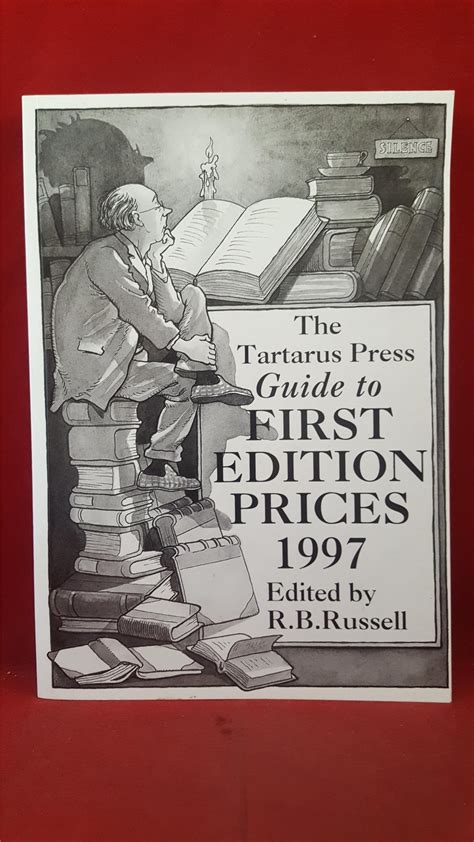 SILENCE
The
Tartarus Press
Guide to
FIRST
EDITION
PRICES
1997
Edited by
R.B.Russell